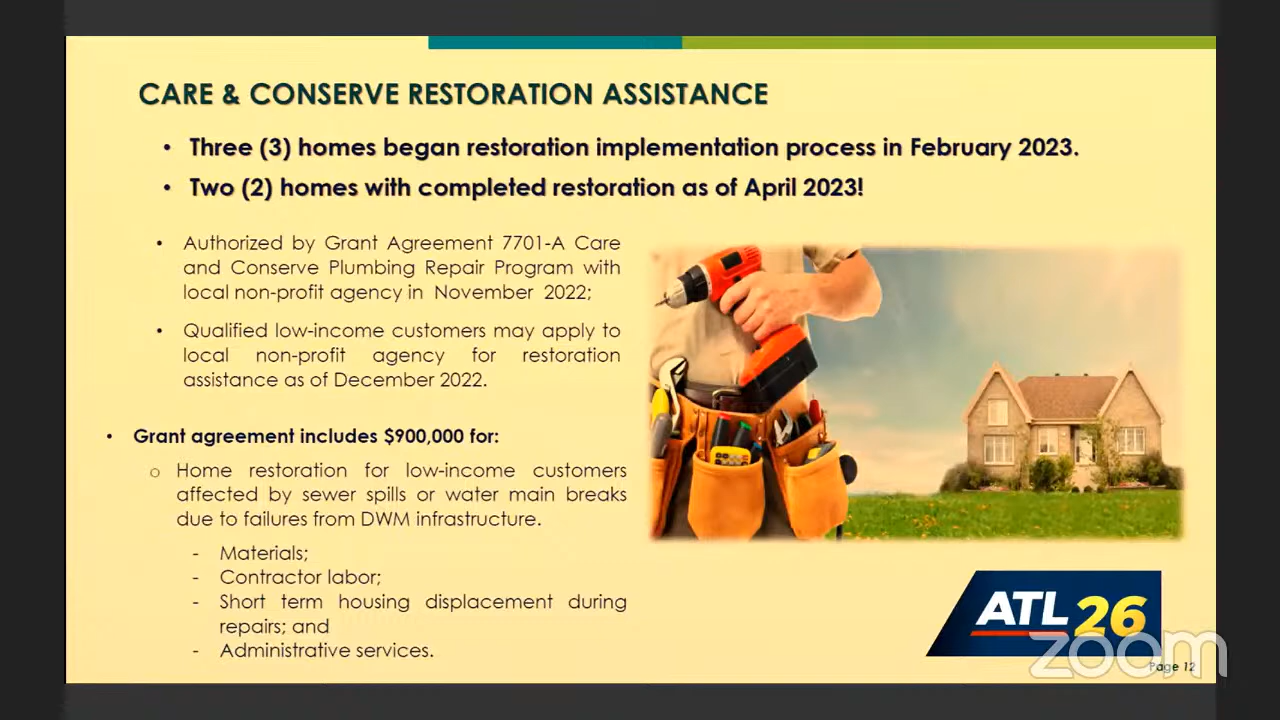 CARE & CONSERVE RESTORATION ASSISTANCE
• Three (3) homes began restoration implementation process in February 2023.
• Two (2) homes with completed restoration as of April 2023!
• Authorized by Grant Agreement 7701-A Care
and Conserve Plumbing Repair Program with
local non-profit agency in November 2022;
• Qualified low-income customers may apply to
local non-profit agency for restoration
assistance as of December 2022.
• Grant agreement includes $900,000 for:
o Home restoration for low-income customers
affected by sewer spills or water main breaks
due to failures from DWM infrastructure.
- Materials;
- Contractor labor;
- Short term housing displacement during
repairs; and
- Administrative services.
ATL 26
zoom
Page 12